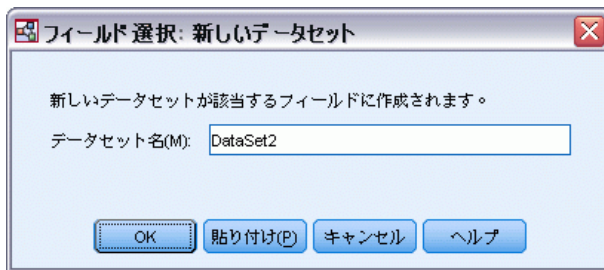 フィールド選択: 新しいデータセット
新しいデータセットが該当するフィールドに作成されます。
データセット名(M): DataSet2
OK 貼り付け(P) キャンセル ヘルプ